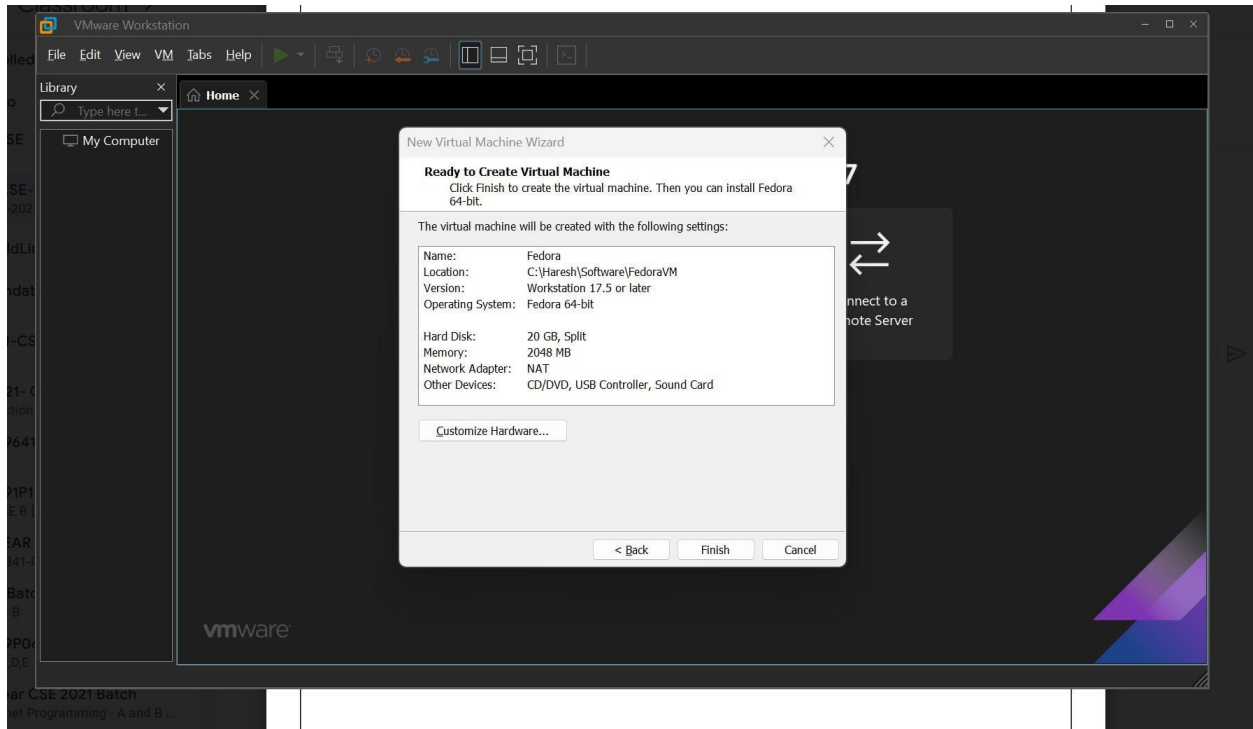 Classroom
VMware Workstation
File Edit View VM Tabs Help
Library
Type here t...
My Computer
Home
New Virtual Machine Wizard
Ready to Create Virtual Machine
Click Finish to create the virtual machine. Then you can install Fedora
64-bit.
The virtual machine will be created with the following settings:
Name: Fedora
Location: C:\Haresh\Software\FedoraVM
Version: Workstation 17.5 or later
Operating System: Fedora 64-bit
Hard Disk: 20 GB, Split
Memory: 2048 MB
Network Adapter: NAT
Other Devices: CD/DVD, USB Controller, Sound Card
Customize Hardware...
< Back Finish Cancel
7
nnect to a
note Server
vmware
ar CSE 2021 Batch
net Programming - A and B ...